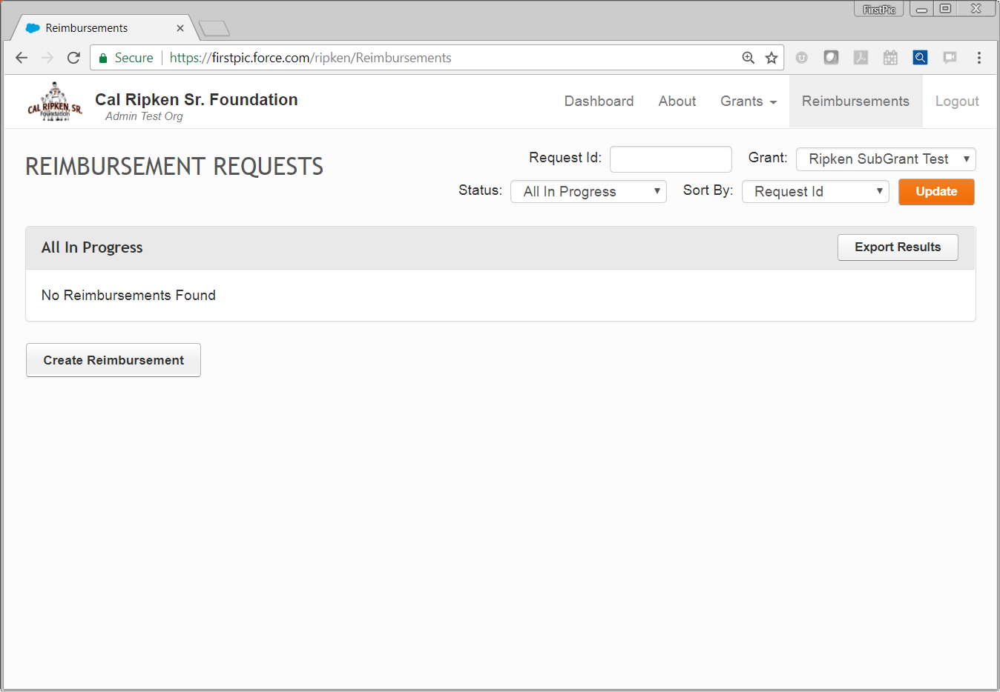 FirstPic
Reimbursements
Secure https://firstpic.force.com/ripken/Reimbursements
CAL RIPKEN, SR.
Foundation
Cal Ripken Sr. Foundation
Admin Test Org
Dashboard About Grants Reimbursements Logout
REIMBURSEMENT REQUESTS
Request Id: Grant: Ripken SubGrant Test
Status: All In Progress Sort By: Request Id Update
All In Progress Export Results
No Reimbursements Found
Create Reimbursement